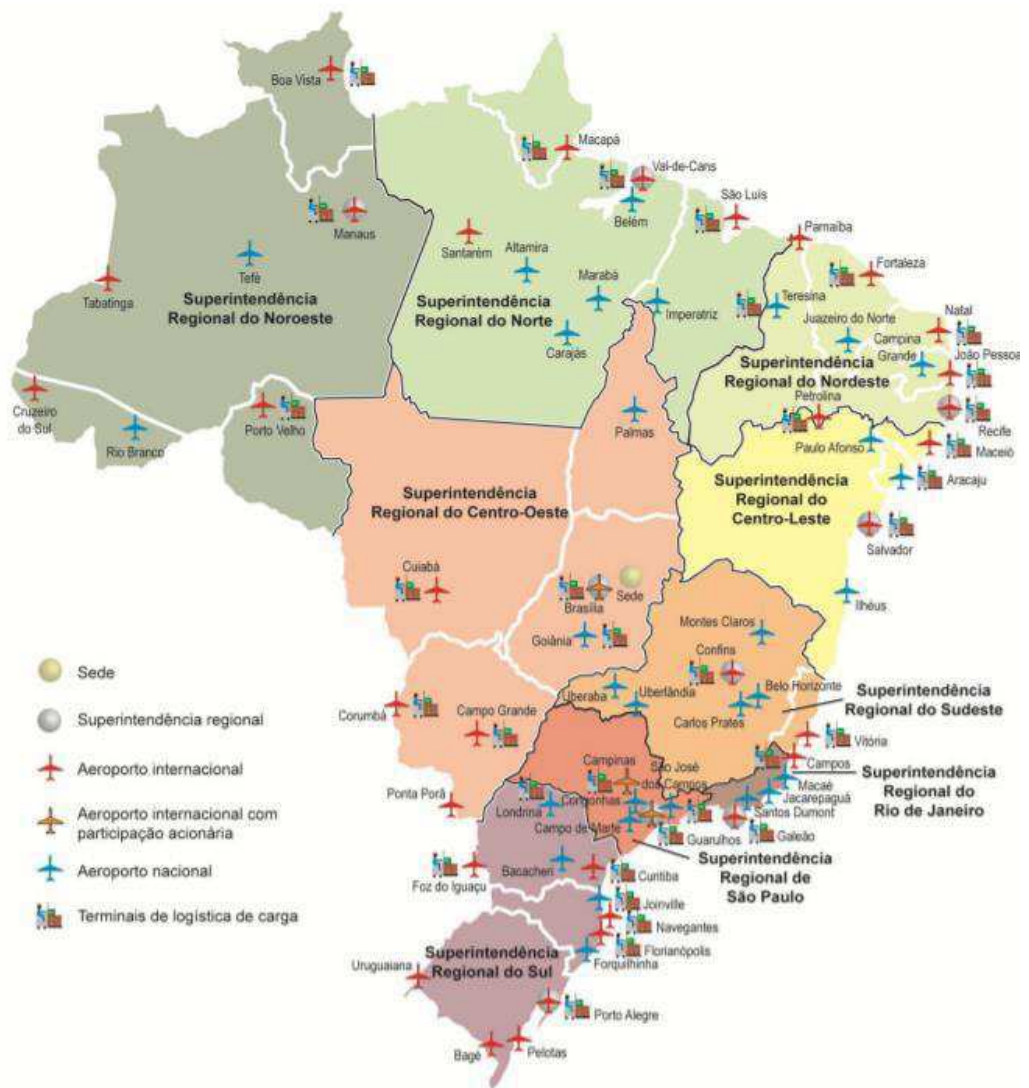 Boa Vista
Macapá
Val-de-Cans
São Luís
Belém
Parnaíba
Manaus
Santarém
Altamira
Fortaleza
Tefé
Tabatinga
Marabá
Teresina
Imperatriz
Natal
Superintendência
Regional do Noroeste
Superintendência
Regional do Norte
Juazeiro do Norte
Campina
Grande
João Pessoa
Carajás
Superintendência
Regional do Nordeste
Petrolina
Recife
Cruzeiro
do Sul
Rio Branco
Porto Velho
Palmas
Paulo Afonso
Maceió
Aracaju
Superintendência
Regional do
Centro-Leste
Superintendência
Regional do Centro-Oeste
Salvador
Cuiabá
Brasília
Sede
Ilhéus
Goiânia
Montes Claros
Confins
Uberaba
Uberlândia
Belo Horizonte
Carlos Prates
Superintendência
Regional do Sudeste
Corumbá
Campo Grande
Vitória
Campos
Campinas
São José
dos Campos
Macaé
Jacarepaguá
Santos Dumont
Superintendência
Regional do
Rio de Janeiro
Ponta Porã
Londrina
Congonhas
Campo de Marte
Guarulhos
Galeão
Superintendência
Regional de
São Paulo
Foz do Iguaçu
Bacacheri
Curitiba
Joinville
Navegantes
Florianópolis
Forquilhinha
Superintendência
Regional do Sul
Uruguaiana
Porto Alegre
Bagé
Pelotas
Sede
Superintendência regional
Aeroporto internacional
Aeroporto internacional com
participação acionária
Aeroporto nacional
Terminais de logística de carga